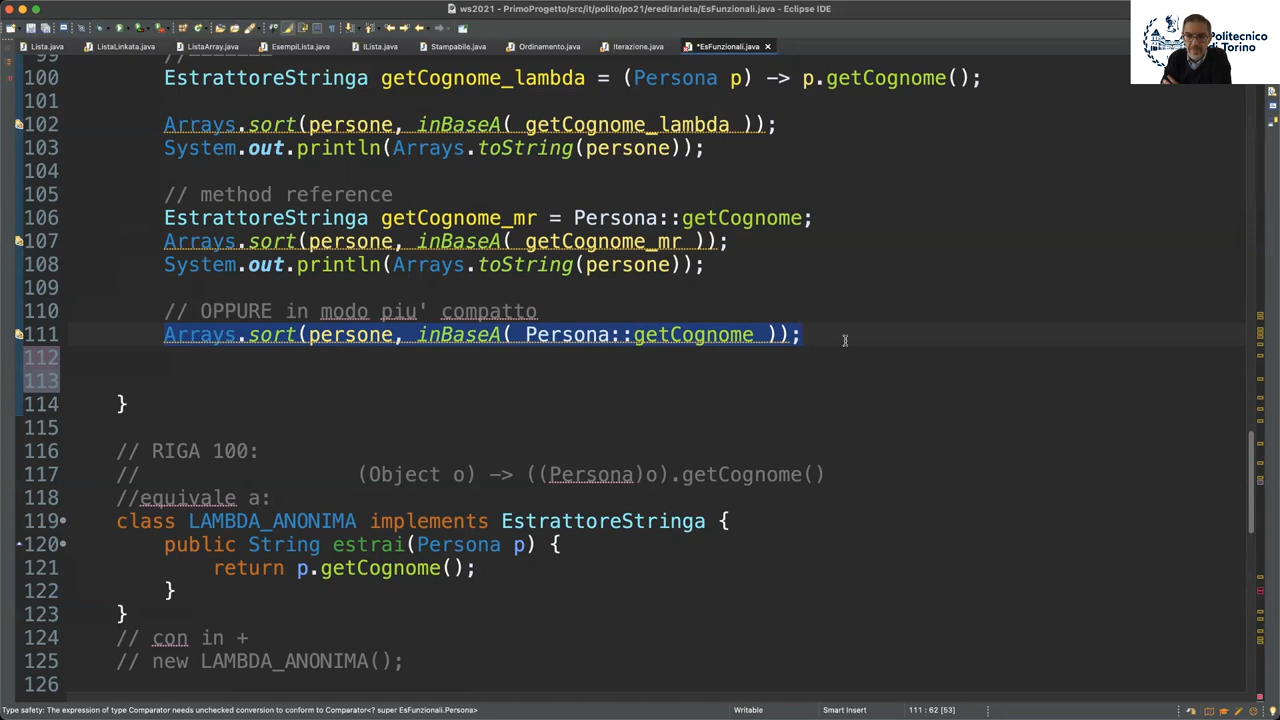 ws2021 - PrimoProgetto/src/it/polito/po21/ereditarieta/EsFunzionali.java - Eclipse IDE
Lista.java ListaLinkata.java ListaArray.java EsempiLista.java ILista.java Stampabile.java Ordinamento.java Iterazione.java *EsFunzionali.java
Politecnico
di Torino
99 //
100 EstrattoreStringa getCognome_lambda = (Persona p) -> p.getCognome();
101
102 Arrays.sort(persone, inBaseA( getCognome_lambda ));
103 System.out.println(Arrays.toString(persone));
104
105 // method reference
106 EstrattoreStringa getCognome_mr = Persona::getCognome;
107 Arrays.sort(persone, inBaseA( getCognome_mr ));
108 System.out.println(Arrays.toString(persone));
109
110 // OPPURE in modo piu' compatto
111 Arrays.sort(persone, inBaseA( Persona::getCognome ));
112
113
114 }
115
116 // RIGA 100:
117 // (Object o) -> ((Persona)o).getCognome()
118 //equivale a:
119 class LAMBDA_ANONIMA implements EstrattoreStringa {
120 public String estrai(Persona p) {
121 return p.getCognome();
122 }
123 }
124 // con in +
125 // new LAMBDA_ANONIMA();
126
Type safety: The expression of type Comparator needs unchecked conversion to conform to Comparator<? super EsFunzionali.Persona> Writable Smart Insert 111 : 62 [53]